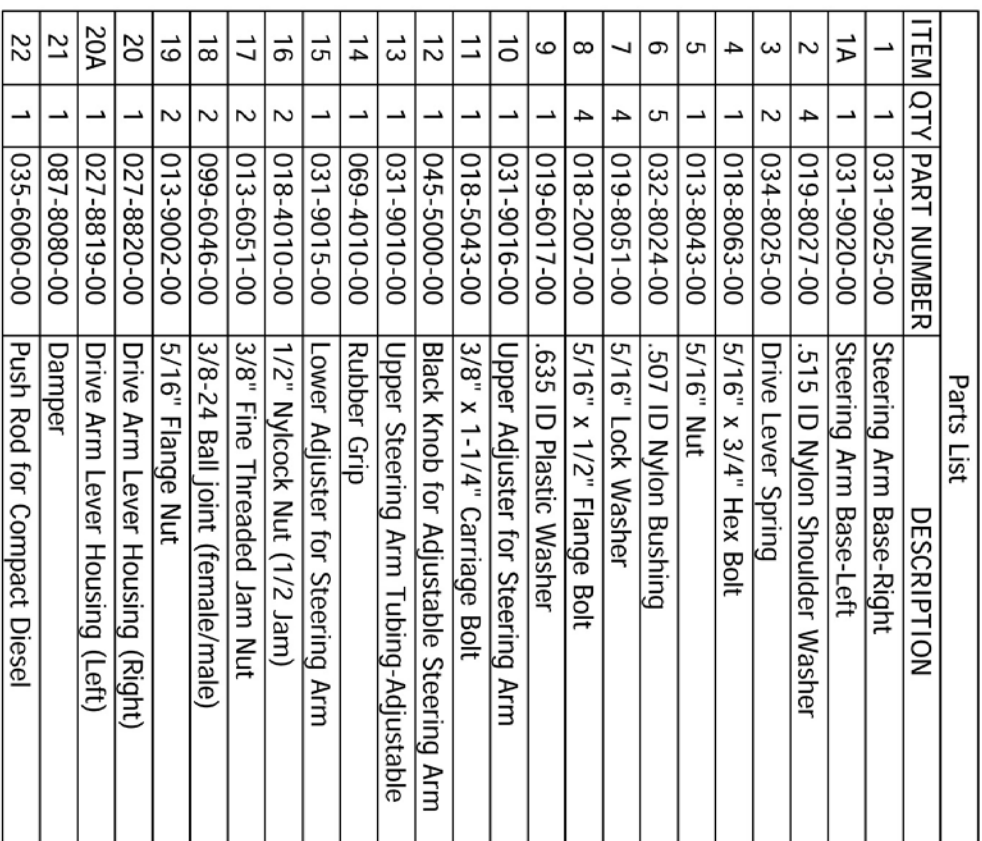 Parts List
ITEM QTY PART NUMBER DESCRIPTION
1 1 031-9025-00 Steering Arm Base-Right
1A 1 031-9020-00 Steering Arm Base-Left
2 4 019-8027-00 .515 ID Nylon Shoulder Washer
3 2 034-8025-00 Drive Lever Spring
4 1 018-8063-00 5/16" x 3/4" Hex Bolt
5 1 013-8043-00 5/16" Nut
6 5 032-8024-00 .507 ID Nylon Bushing
7 4 019-8051-00 5/16" Lock Washer
8 4 018-2007-00 5/16" x 1/2" Flange Bolt
9 1 019-6017-00 .635 ID Plastic Washer
10 1 031-9016-00 Upper Adjuster for Steering Arm
11 1 018-5043-00 3/8" x 1-1/4" Carriage Bolt
12 1 045-5000-00 Black Knob for Adjustable Steering Arm
13 1 031-9010-00 Upper Steering Arm Tubing-Adjustable
14 1 069-4010-00 Rubber Grip
15 1 031-9015-00 Lower Adjuster for Steering Arm
16 2 018-4010-00 1/2" Nylcock Nut (1/2 Jam)
17 2 013-6051-00 3/8" Fine Threaded Jam Nut
18 2 099-6046-00 3/8-24 Ball joint (female/male)
19 2 013-9002-00 5/16" Flange Nut
20 1 027-8820-00 Drive Arm Lever Housing (Right)
20A 1 027-8819-00 Drive Arm Lever Housing (Left)
21 1 087-8080-00 Damper
22 1 035-6060-00 Push Rod for Compact Diesel